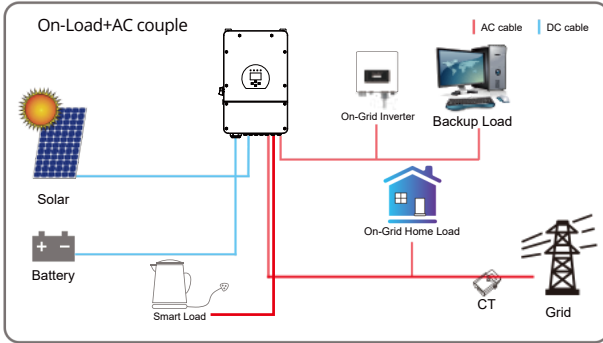 On-Load+AC couple
AC cable
DC cable
On-Grid Inverter
Backup Load
Solar
On-Grid Home Load
Battery
Smart Load
CT
Grid